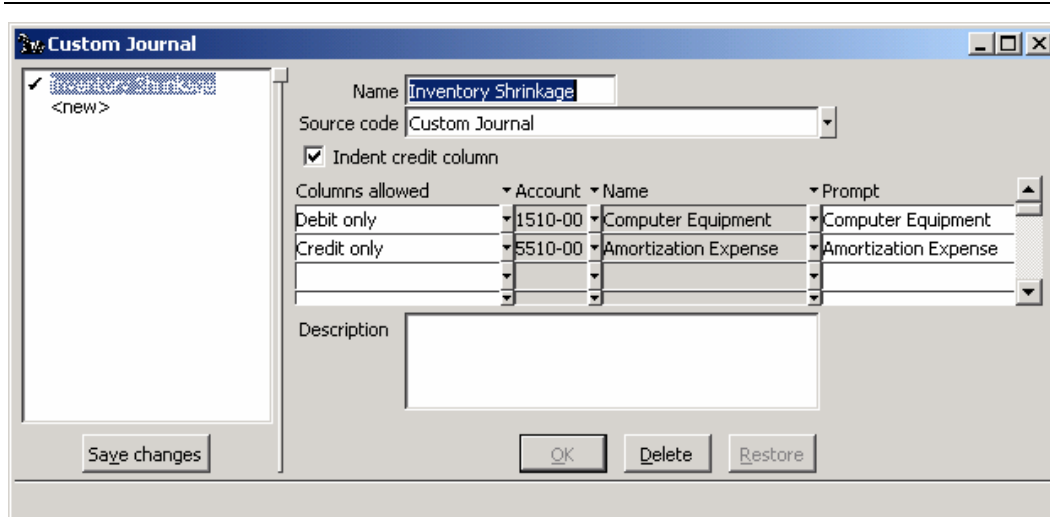 Custom Journal
Inventory Shrinkage
<new>
Name Inventory Shrinkage
Source code Custom Journal
Indent credit column
Columns allowed Account Name Prompt
Debit only 1510-00 Computer Equipment Computer Equipment
Credit only 5510-00 Amortization Expense Amortization Expense
Description
Save changes OK Delete Restore